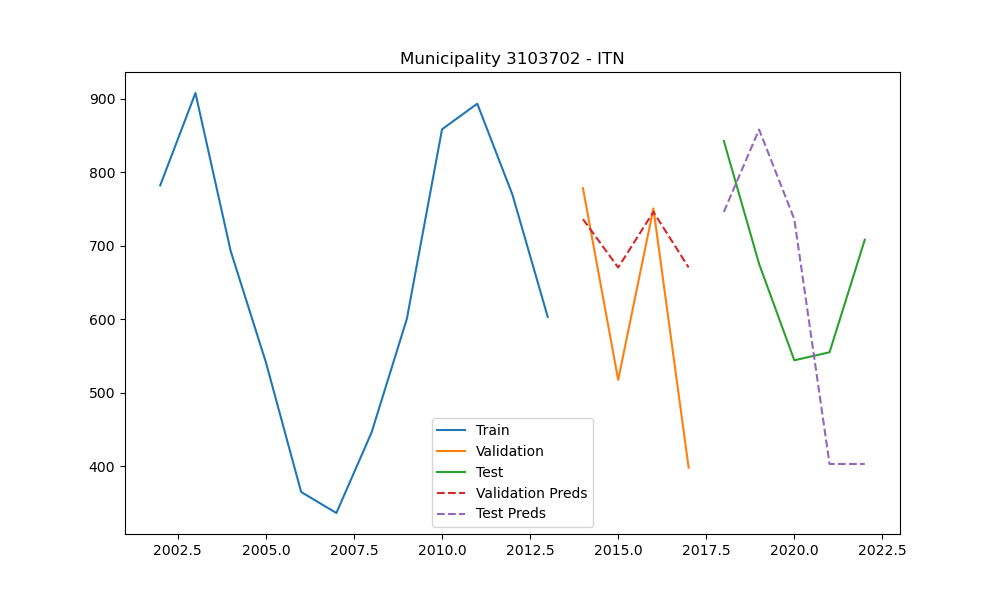 Municipality 3103702 - ITN
900
800
700
600
500
400
Train
Validation
Test
Validation Preds
Test Preds
2002.5 2005.0 2007.5 2010.0 2012.5 2015.0 2017.5 2020.0 2022.5